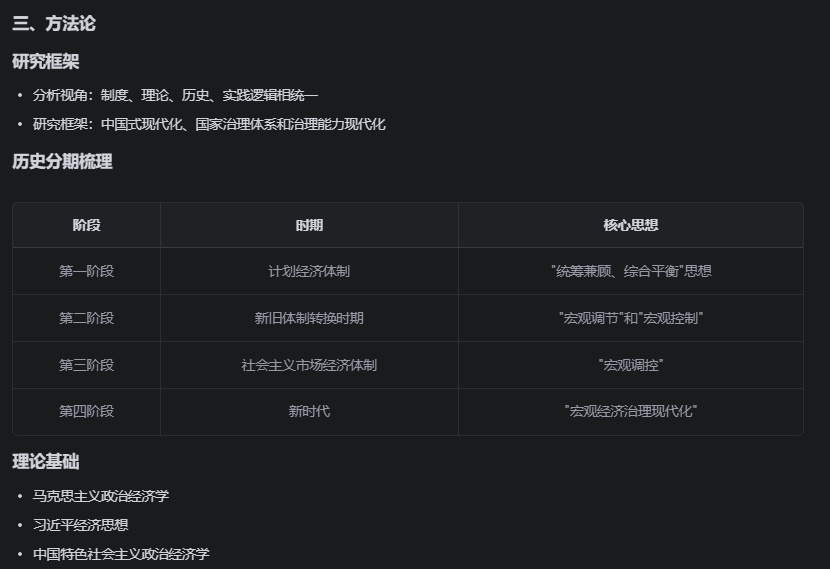 三、方法论
研究框架
• 分析视角：制度、理论、历史、实践逻辑相统一
• 研究框架：中国式现代化、国家治理体系和治理能力现代化
历史分期梳理
阶段 时期 核心思想
第一阶段 计划经济体制 "统筹兼顾、综合平衡"思想
第二阶段 新旧体制转换时期 "宏观调节"和"宏观控制"
第三阶段 社会主义市场经济体制 "宏观调控"
第四阶段 新时代 "宏观经济治理现代化"
理论基础
• 马克思主义政治经济学
• 习近平经济思想
• 中国特色社会主义政治经济学